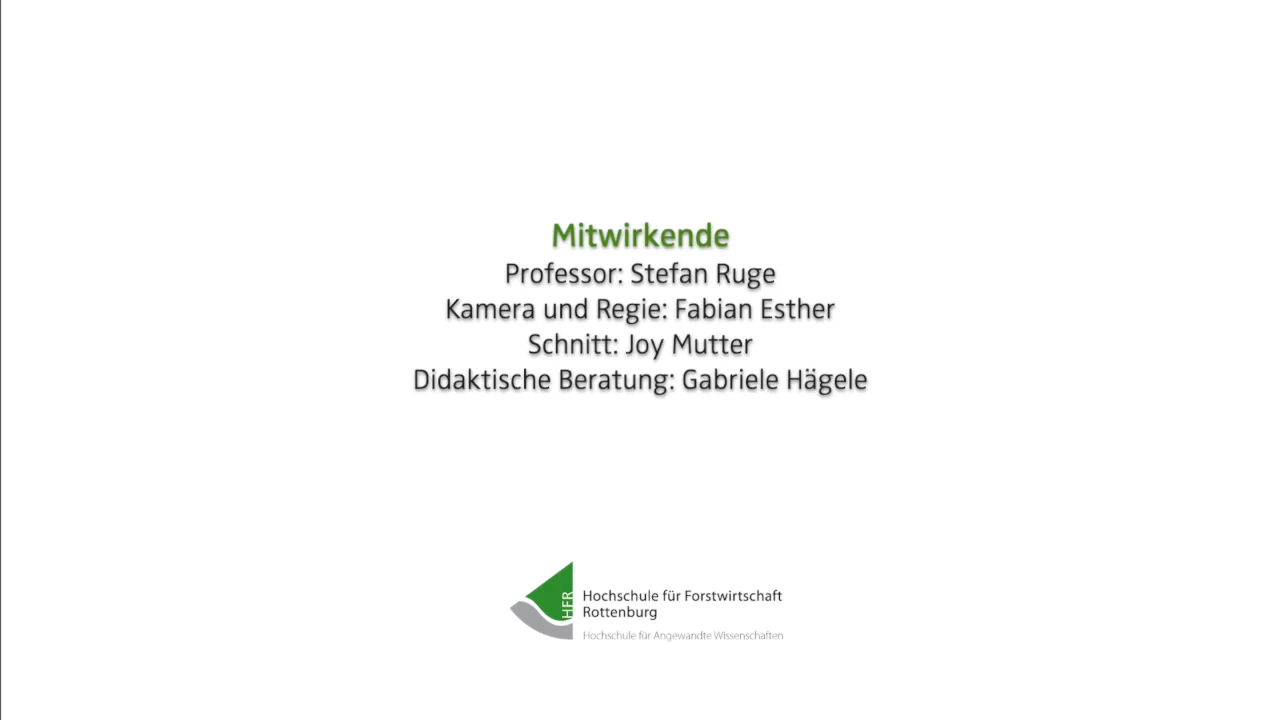 Mitwirkende
Professor: Stefan Ruge
Kamera und Regie: Fabian Esther
Schnitt: Joy Mutter
Didaktische Beratung: Gabriele Hägele
HFR
Hochschule für Forstwirtschaft
Rottenburg
Hochschule für Angewandte Wissenschaften